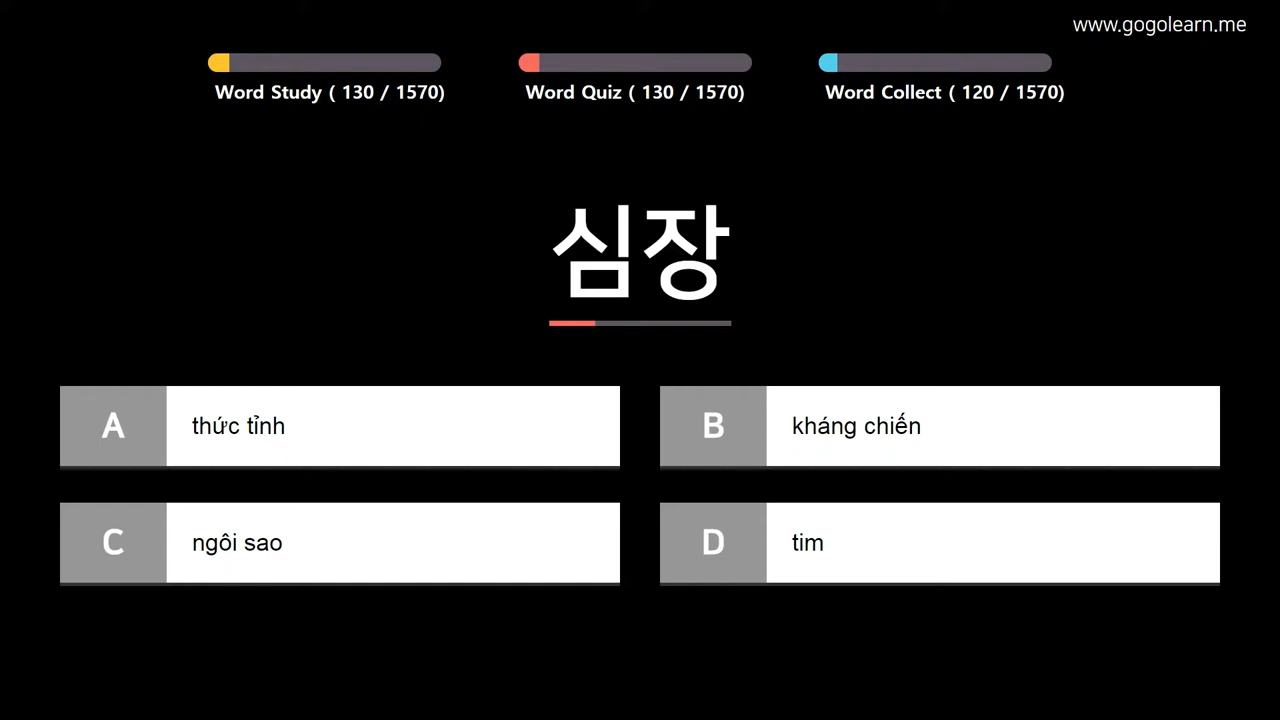 www.gogolearn.me
Word Study ( 130 / 1570)
Word Quiz ( 130 / 1570)
Word Collect ( 120 / 1570)
심장
A
thức tỉnh
B
kháng chiến
C
ngôi sao
D
tim